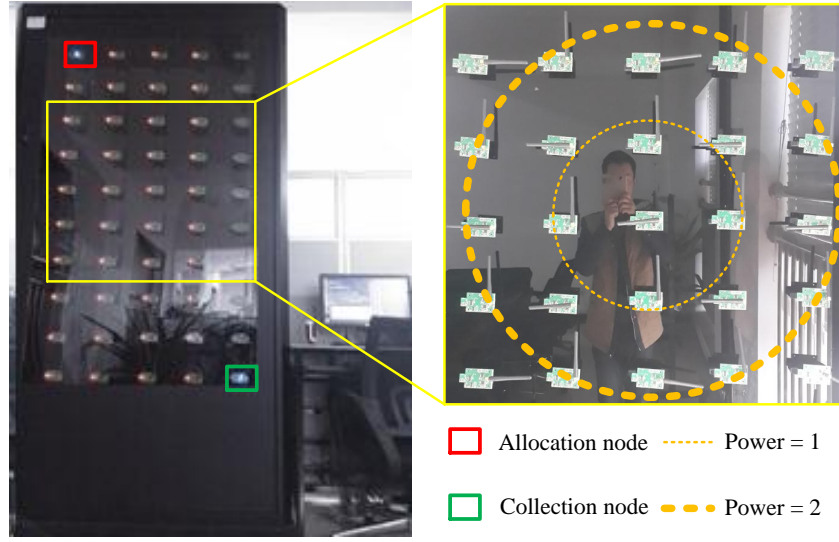 Allocation node
Power = 1
Collection node
Power = 2